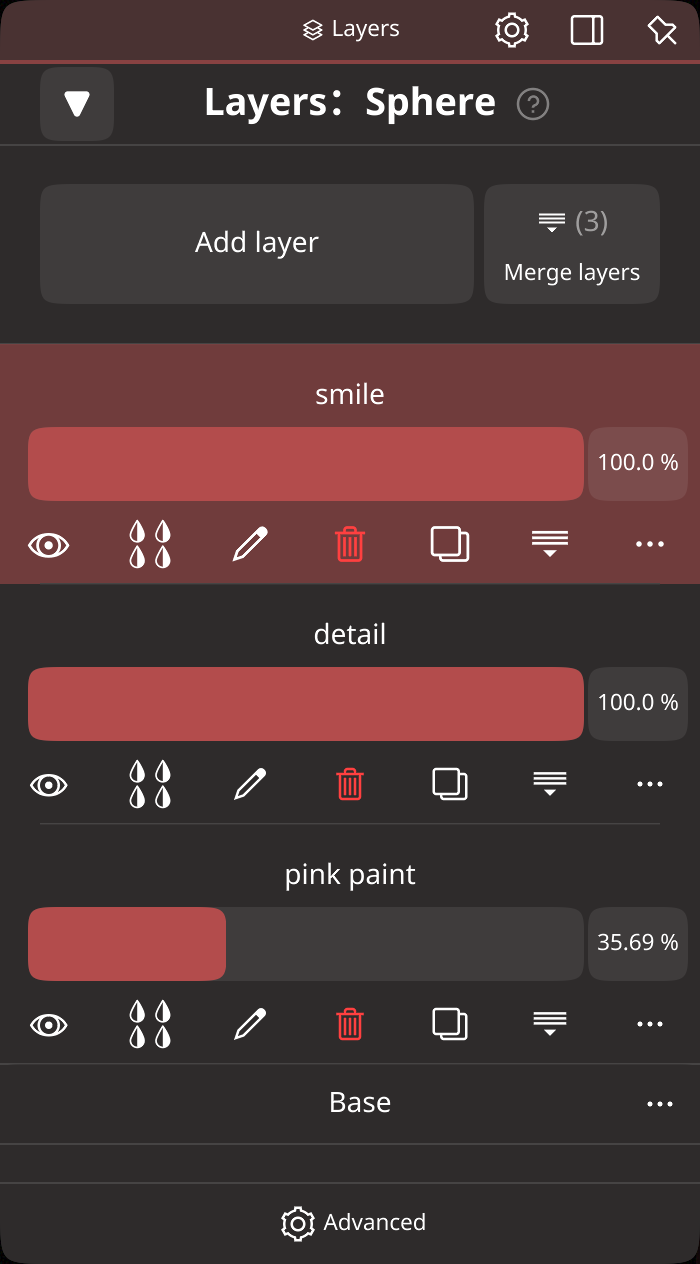 Layers
Layers: Sphere ?
Add layer
(3)
Merge layers
smile
100.0 %
detail
100.0 %
pink paint
35.69 %
Base
Advanced